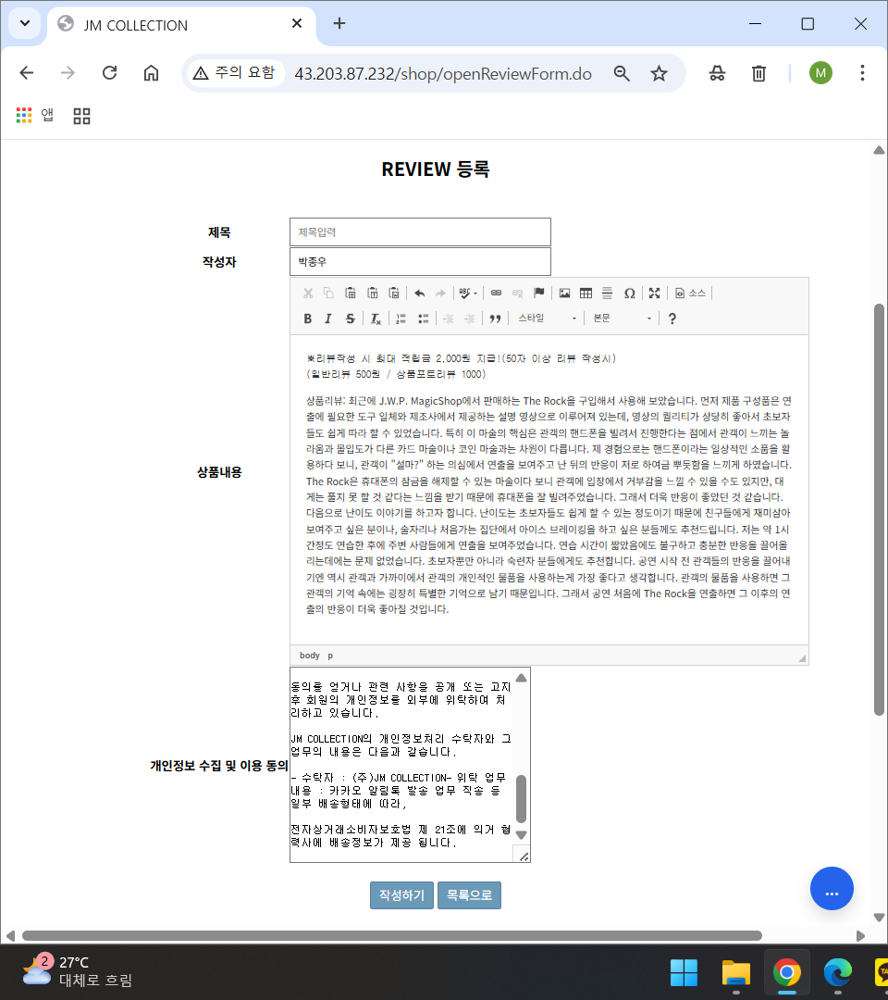 JM COLLECTION
주의 요함
43.203.87.232/shop/openReviewForm.do
M
앱
REVIEW 등록
제목
제목입력
작성자
박종우
ABC
소스
스타일
본문
상품내용
※리뷰작성 시 최대 적립금 2,000원 지급!(50자 이상 리뷰 작성시)
(일반리뷰 500원 / 상품포토리뷰 1000)
상품리뷰: 최근에 J.W.P. MagicShop에서 판매하는 The Rock을 구입해서 사용해 보았습니다. 먼저 제품 구성품은 연
출에 필요한 도구 일체와 제조사에서 제공하는 설명 영상으로 이루어져 있는데, 영상의 퀄리티가 상당히 좋아서 초보자
들도 쉽게 따라 할 수 있었습니다. 특히 이 마술의 핵심은 관객의 핸드폰을 빌려서 진행한다는 점에서 관객이 느끼는 놀
라움과 몰입도가 다른 카드 마술이나 코인 마술과는 차원이 다릅니다. 제 경험으로는 핸드폰이라는 일상적인 소품을 활
용하다 보니, 관객이 "설마?" 하는 의심에서 연출을 보여주고 난 뒤의 반응이 저로 하여금 뿌듯함을 느끼게 하였습니다.
The Rock은 휴대폰의 잠금을 해제할 수 있는 마술이다 보니 관객에 입장에서 거부감을 느낄 수 있을 수도 있지만, 대
게는 풀지 못 할 것 같다는 느낌을 받기 때문에 휴대폰을 잘 빌려주었습니다. 그래서 더욱 반응이 좋았던 것 같습니다.
다음으로 난이도 이야기를 하고자 합니다. 난이도는 초보자들도 쉽게 할 수 있는 정도이기 때문에 친구들에게 재미삼아
보여주고 싶은 분이나, 술자리나 처음가는 집단에서 아이스 브레이킹을 하고 싶은 분들께도 추천드립니다. 저는 약 1시
간정도 연습한 후에 주변 사람들에게 연출을 보여주었습니다. 연습 시간이 짧았음에도 불구하고 충분한 반응을 끌어올
리는데에는 문제 없었습니다. 초보자뿐만 아니라 숙련자 분들에게도 추천합니다. 공연 시작 전 관객들의 반응을 끌어내
기엔 역시 관객과 가까이에서 관객의 개인적인 물품을 사용하는게 가장 좋다고 생각합니다. 관객의 물품을 사용하면 그
관객의 기억 속에는 굉장히 특별한 기억으로 남기 때문입니다. 그래서 공연 처음에 The Rock을 연출하면 그 이후의 연
출의 반응이 더욱 좋아질 것입니다.
body p
개인정보 수집 및 이용 동의
동의를 얻거나 관련 사항을 공개 또는 고지
후 회원의 개인정보를 외부에 위탁하여 처
리하고 있습니다.
JM COLLECTION의 개인정보처리 수탁자와 그
업무의 내용은 다음과 같습니다.
- 수탁자 : (주)JM COLLECTION- 위탁 업무
내용 : 카카오 알림톡 발송 업무 직송 등
일부 배송형태에 따라,
전자상거래소비자보호법 제 21조에 의거 협
력사에 배송정보가 제공 됩니다.
작성하기 목록으로
...
2
27°C
대체로 흐림